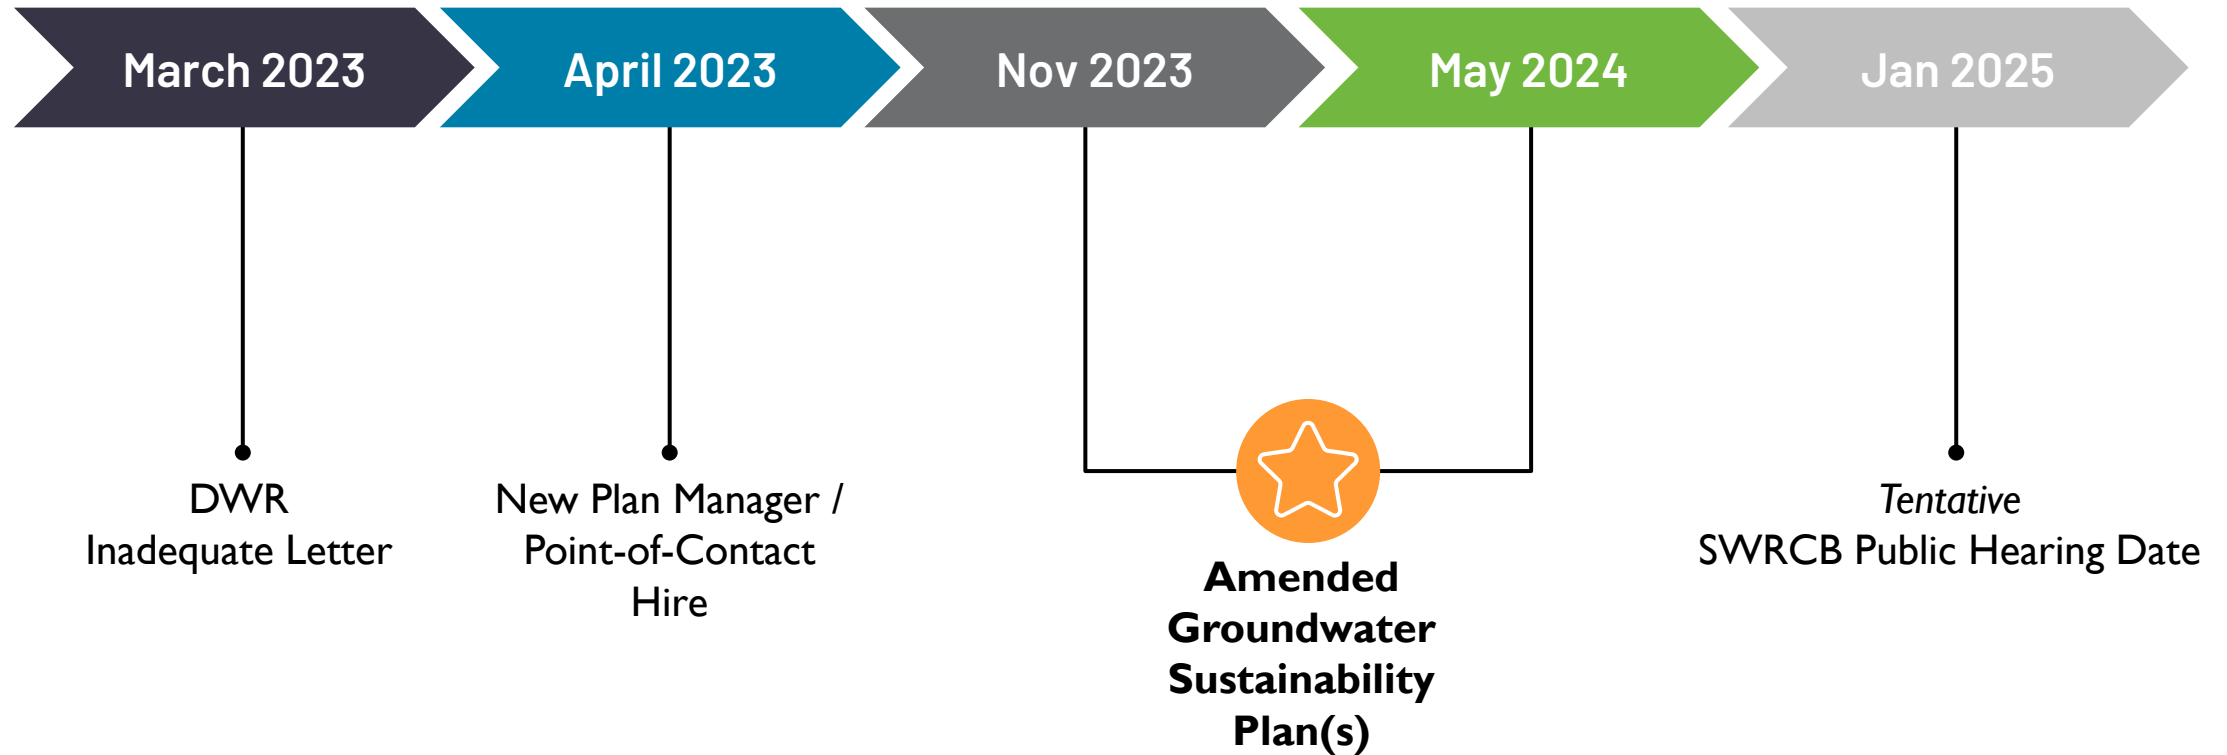 March 2023
April 2023
Nov 2023
May 2024
Jan 2025
DWR
Inadequate Letter
New Plan Manager /
Point-of-Contact
Hire
Amended
Groundwater
Sustainability
Plan(s)
Tentative
SWRCB Public Hearing Date